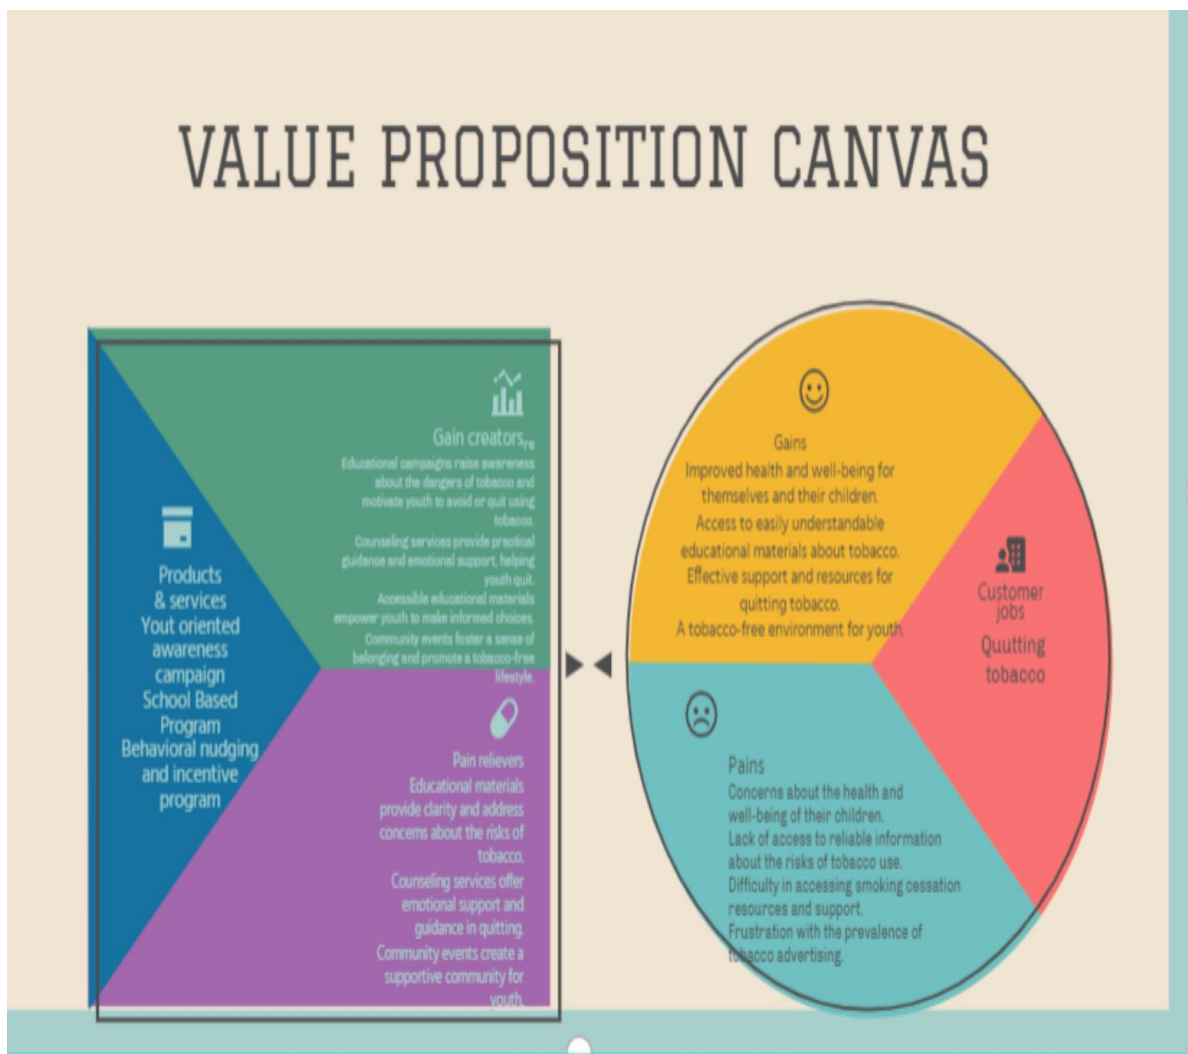 VALUE PROPOSITION CANVAS
Products
& services
Yout oriented
awareness
campaign
School Based
Program
Behavioral nudging
and incentive
program
Gain creators re
Educational campaigns raise awareness
about the dangers of tobacco and
motivate youth to avoid or quit using
tobacco.
Counseling services provide practical
guidance and emotional support, helping
youth quit.
Accessible educational materials
empower youth to make informed choices.
Community events foster a sense of
belonging and promote a tobacco-free
lifestyle.
Pain relievers
Educational materials
provide clarity and address
concerns about the risks of
tobacco.
Counseling services offer
emotional support and
guidance in quitting.
Community events create a
supportive community for
youth.
Gains
Improved health and well-being for
themselves and their children.
Access to easily understandable
educational materials about tobacco.
Effective support and resources for
quitting tobacco.
A tobacco-free environment for youth.
Customer
jobs
Quutting
tobacco
Pains
Concerns about the health and
well-being of their children.
Lack of access to reliable information
about the risks of tobacco use.
Difficulty in accessing smoking cessation
resources and support.
Frustration with the prevalence of
tobacco advertising.